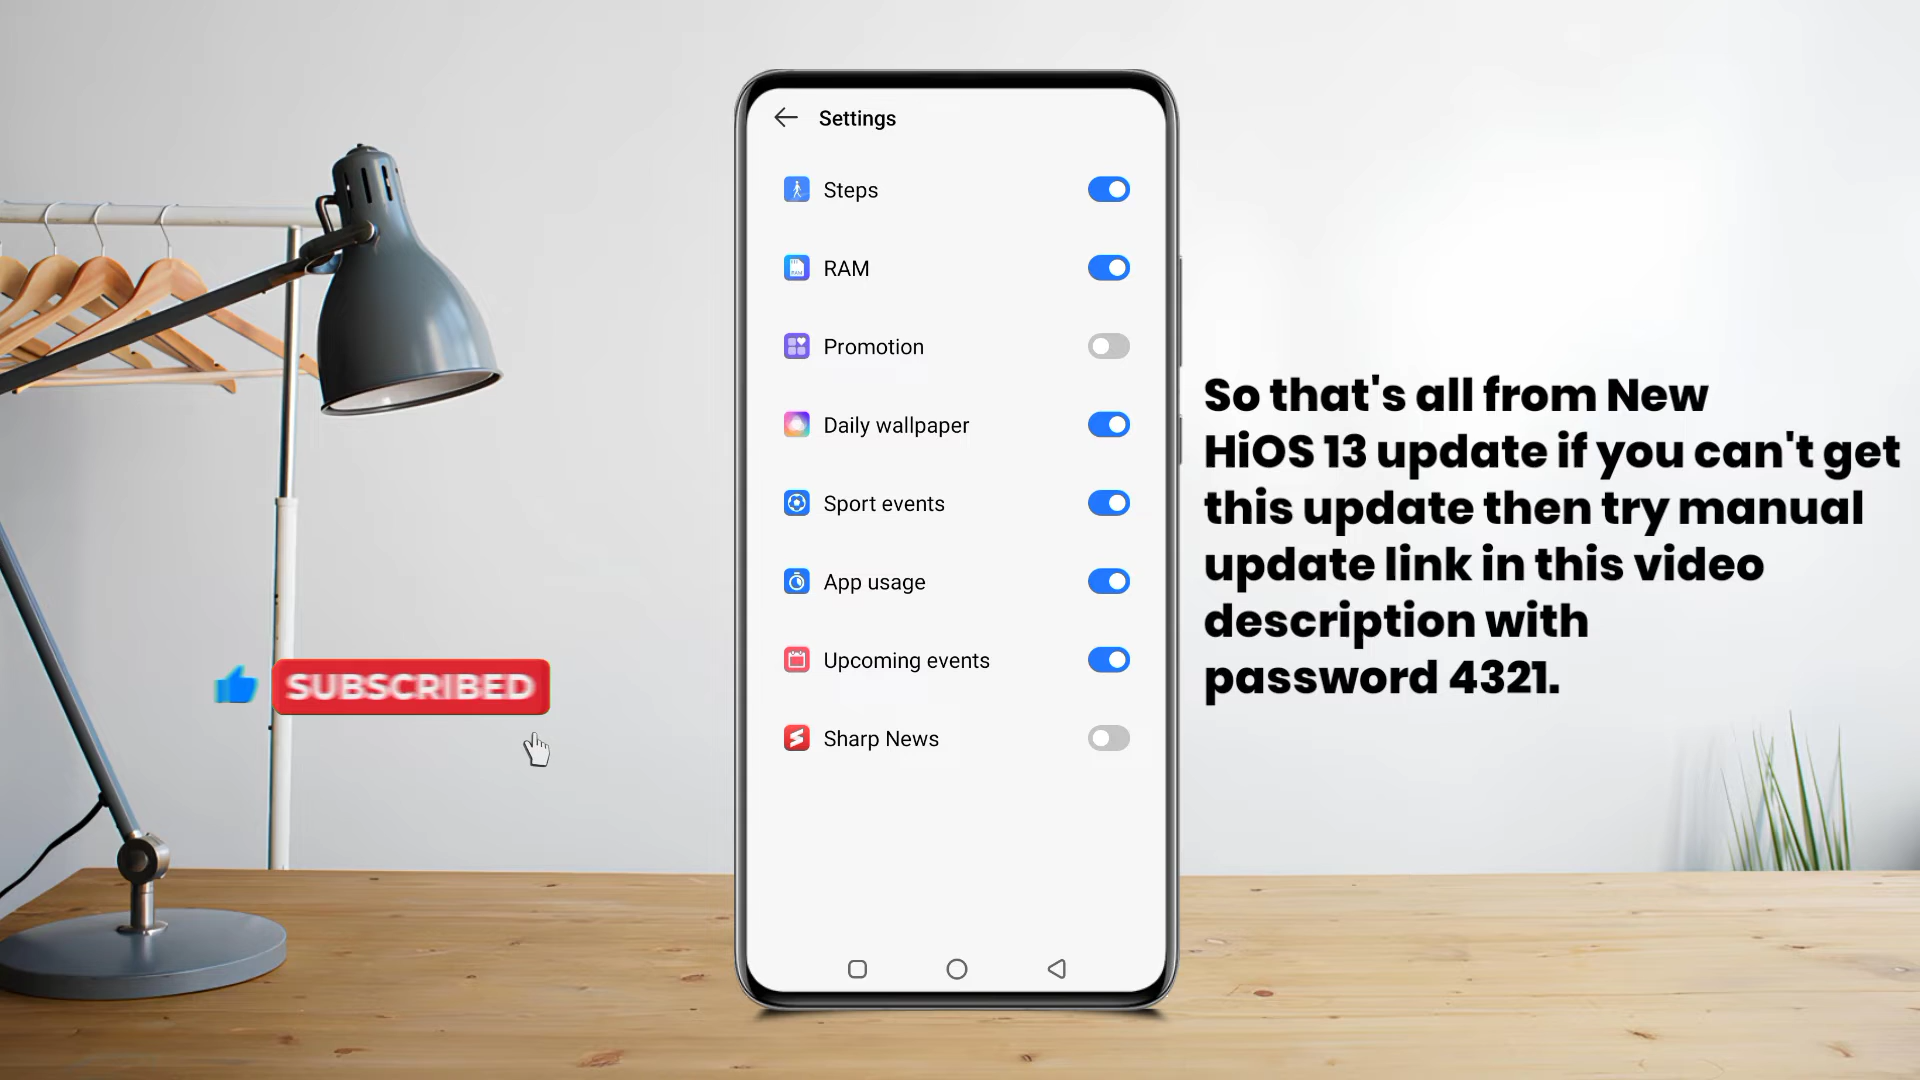 Settings
Steps
RAM
Promotion
Daily wallpaper
Sport events
App usage
Upcoming events
Sharp News
So that's all from New
HiOS 13 update if you can't get
this update then try manual
update link in this video
description with
password 4321.
SUBSCRIBED